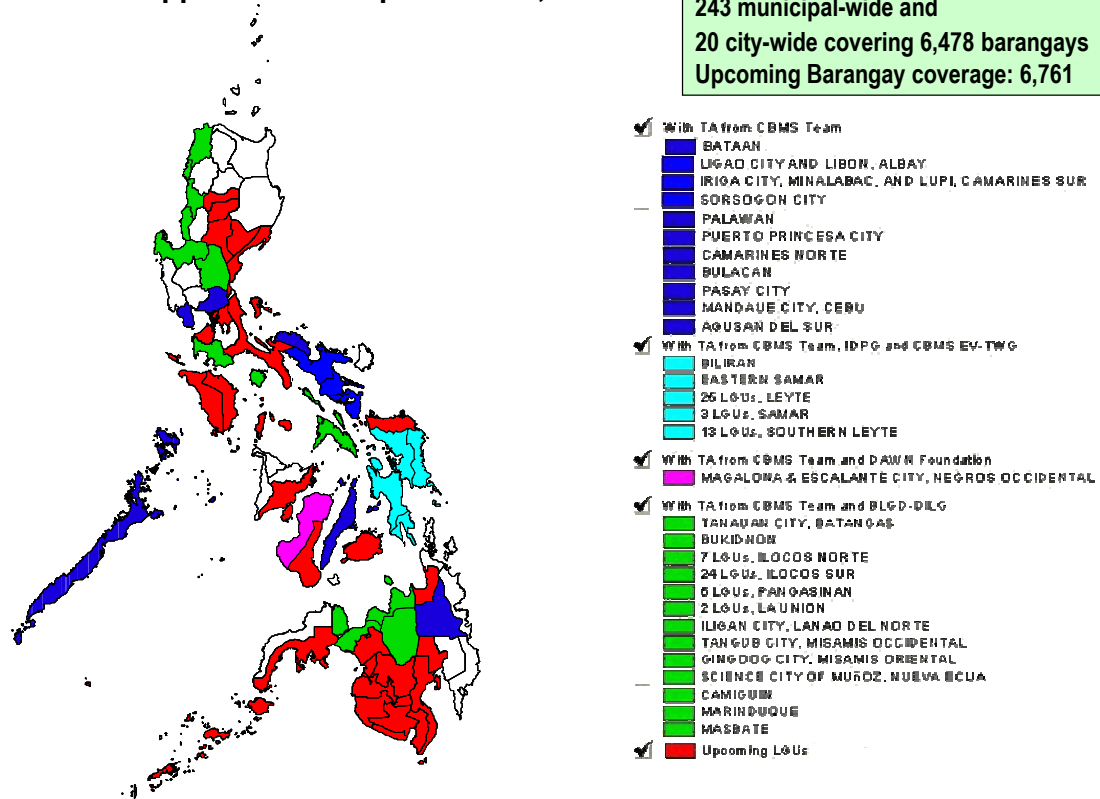 243 municipal-wide and
20 city-wide covering 6,478 barangays
Upcoming Barangay coverage: 6,761
With TA from CBMS Team
BATAAN
LIGAO CITY AND LIBON, ALBAY
IRIGA CITY, MINALABAC, AND LUPI, CAMARINES SUR
SORSOGON CITY
PALAWAN
PUERTO PRINCESA CITY
CAMARINES NORTE
BULACAN
PASAY CITY
MANDAUE CITY, CEBU
AGUSAN DEL SUR
With TA from CBMS Team, IDPG and CBMS EV-TWG
BILIRAN
EASTERN SAMAR
25 LGUs, LEYTE
3 LGUs, SAMAR
13 LGUs, SOUTHERN LEYTE
With TA from CBMS Team and DAWN Foundation
MAGALONA & ESCALANTE CITY, NEGROS OCCIDENTAL
With TA from CBMS Team and BLGD-DILG
TANAUAN CITY, BATANGAS
BUKIDNON
7 LGUs, ILOCOS NORTE
24 LGUs, ILOCOS SUR
LGUs, PANGASINAN
2 LGUs, LA UNION
ILIGAN CITY, LANAO DEL NORTE
TANGUB CITY, MISAMIS OCCIDENTAL
GINGOOG CITY, MISAMIS ORIENTAL
SCIENCE CITY OF MUñOZ, NUEVA ECIJA
CAMIGUIN
MARINDUQUE
MASBATE
Upcoming LGUs